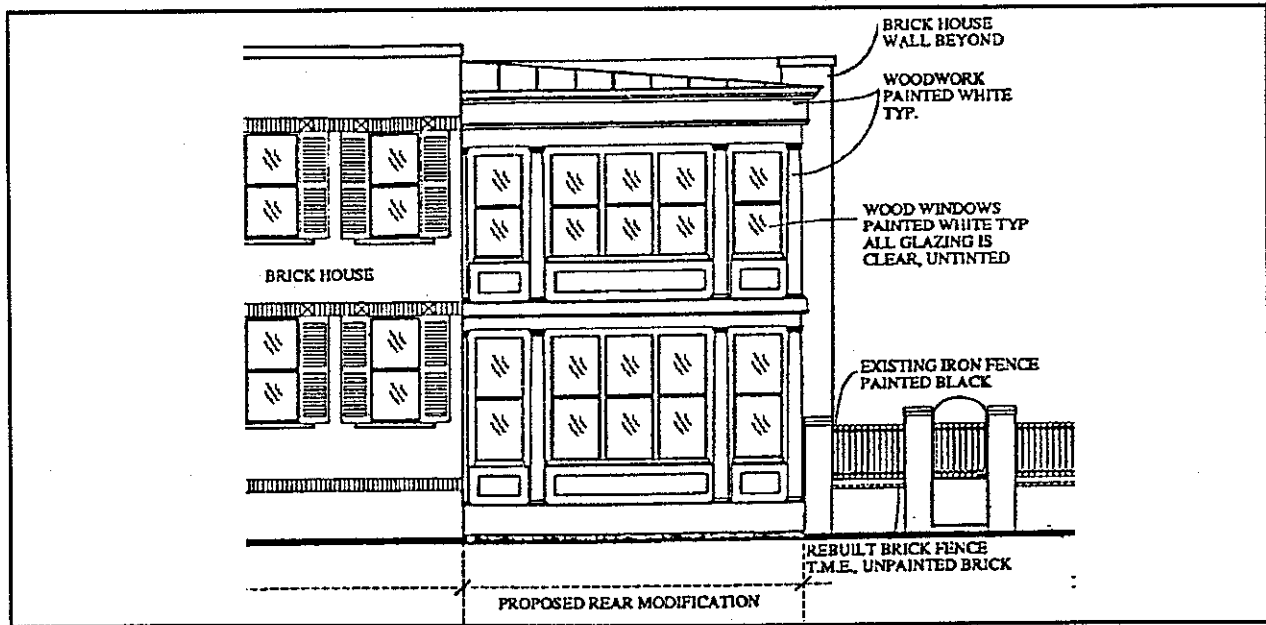 BRICK HOUSE
WALL BEYOND
WOODWORK
PAINTED WHITE
TYP.
WOOD WINDOWS
PAINTED WHITE TYP
ALL GLAZING IS
CLEAR, UNTINTED
BRICK HOUSE
EXISTING IRON FENCE
PAINTED BLACK
REBUILT BRICK FENCE
T.M.E., UNPAINTED BRICK
PROPOSED REAR MODIFICATION